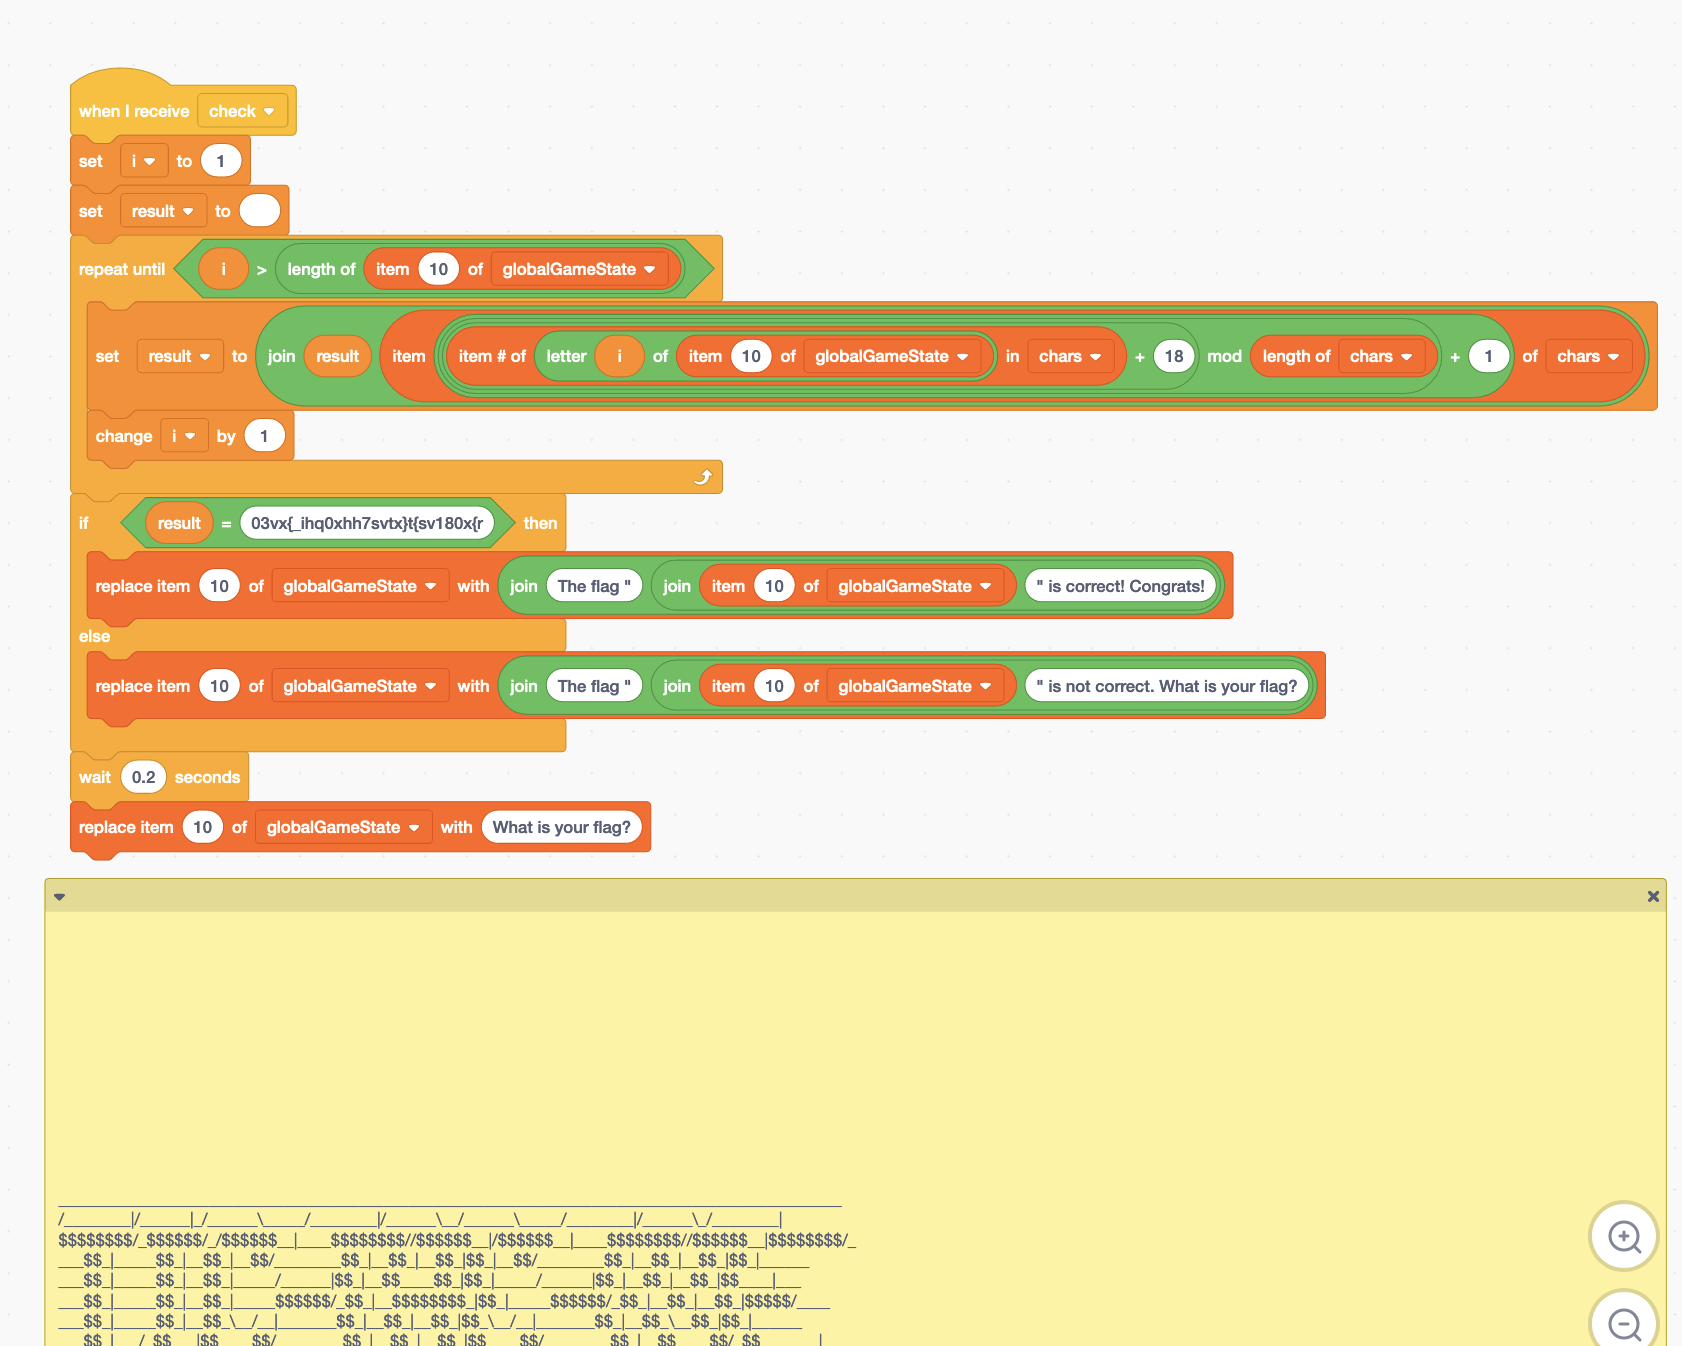 when I receive check
set i to 1
set result to
repeat until i > length of item 10 of globalGameState
set result to join result item item # of letter i of item 10 of globalGameState in chars + 18 mod length of chars + 1 of chars
change i by 1
if result = 03vx{_ihq0xhh7svtx}t{sv180x{r then
replace item 10 of globalGameState with join The flag " join item 10 of globalGameState " is correct! Congrats!
else
replace item 10 of globalGameState with join The flag " join item 10 of globalGameState " is not correct. What is your flag?
wait 0.2 seconds
replace item 10 of globalGameState with What is your flag?